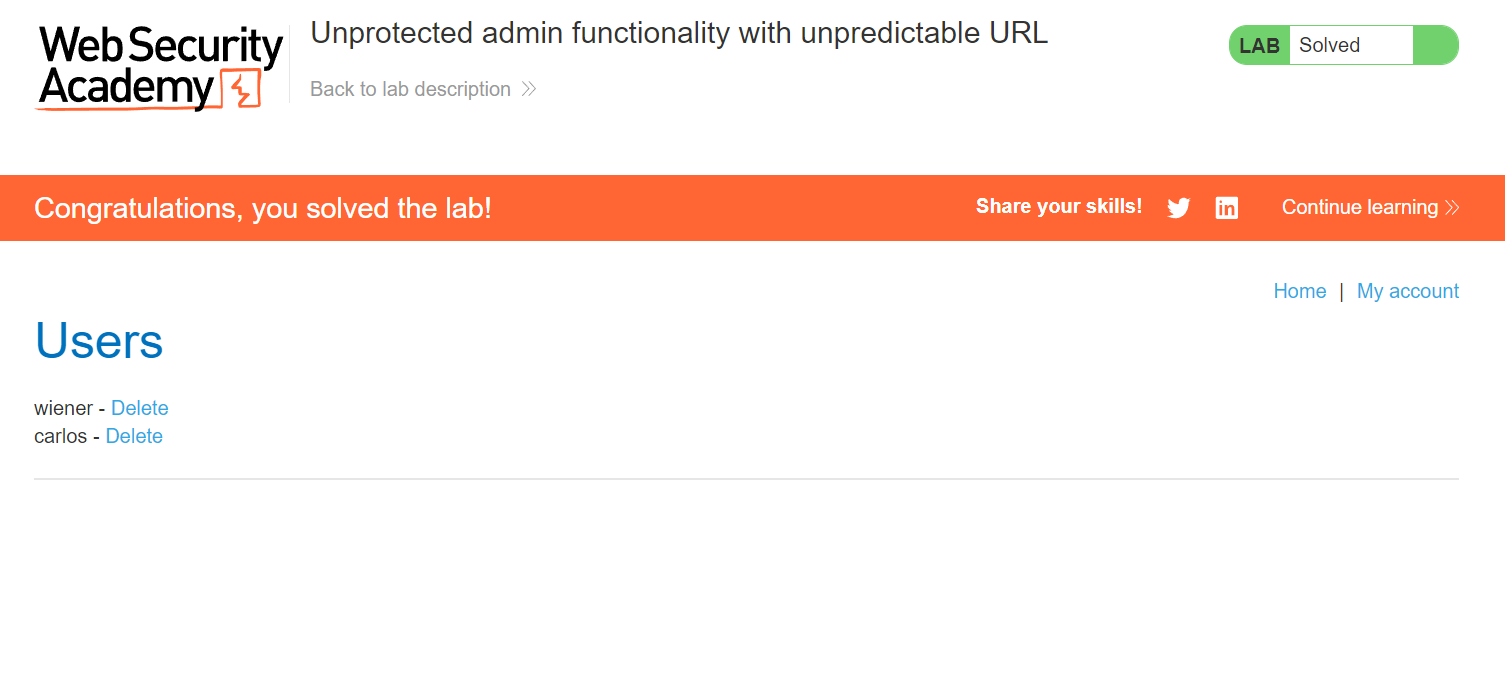 Web Security
Academy
Unprotected admin functionality with unpredictable URL
Back to lab description
LAB Solved
Congratulations, you solved the lab!
Share your skills!
Continue learning
Home | My account
Users
wiener - Delete
carlos - Delete